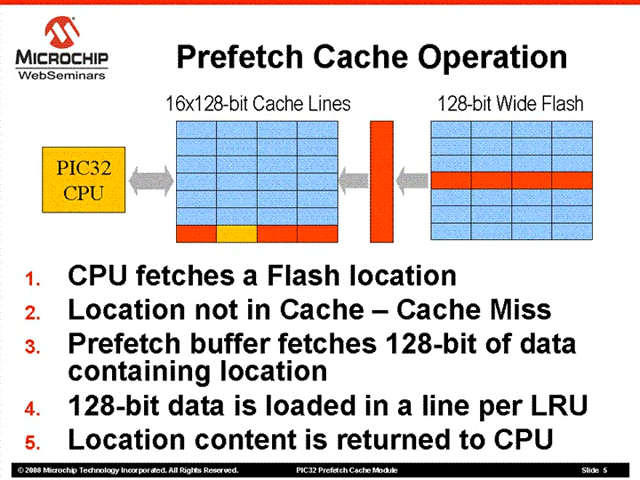 MICROCHIP
WebSeminars
Prefetch Cache Operation
16x128-bit Cache Lines
128-bit Wide Flash
PIC32
CPU
1. CPU fetches a Flash location
2. Location not in Cache – Cache Miss
3. Prefetch buffer fetches 128-bit of data
containing location
4. 128-bit data is loaded in a line per LRU
5. Location content is returned to CPU
© 2008 Microchip Technology Incorporated. All Rights Reserved. PIC32 Prefetch Cache Module Slide 5